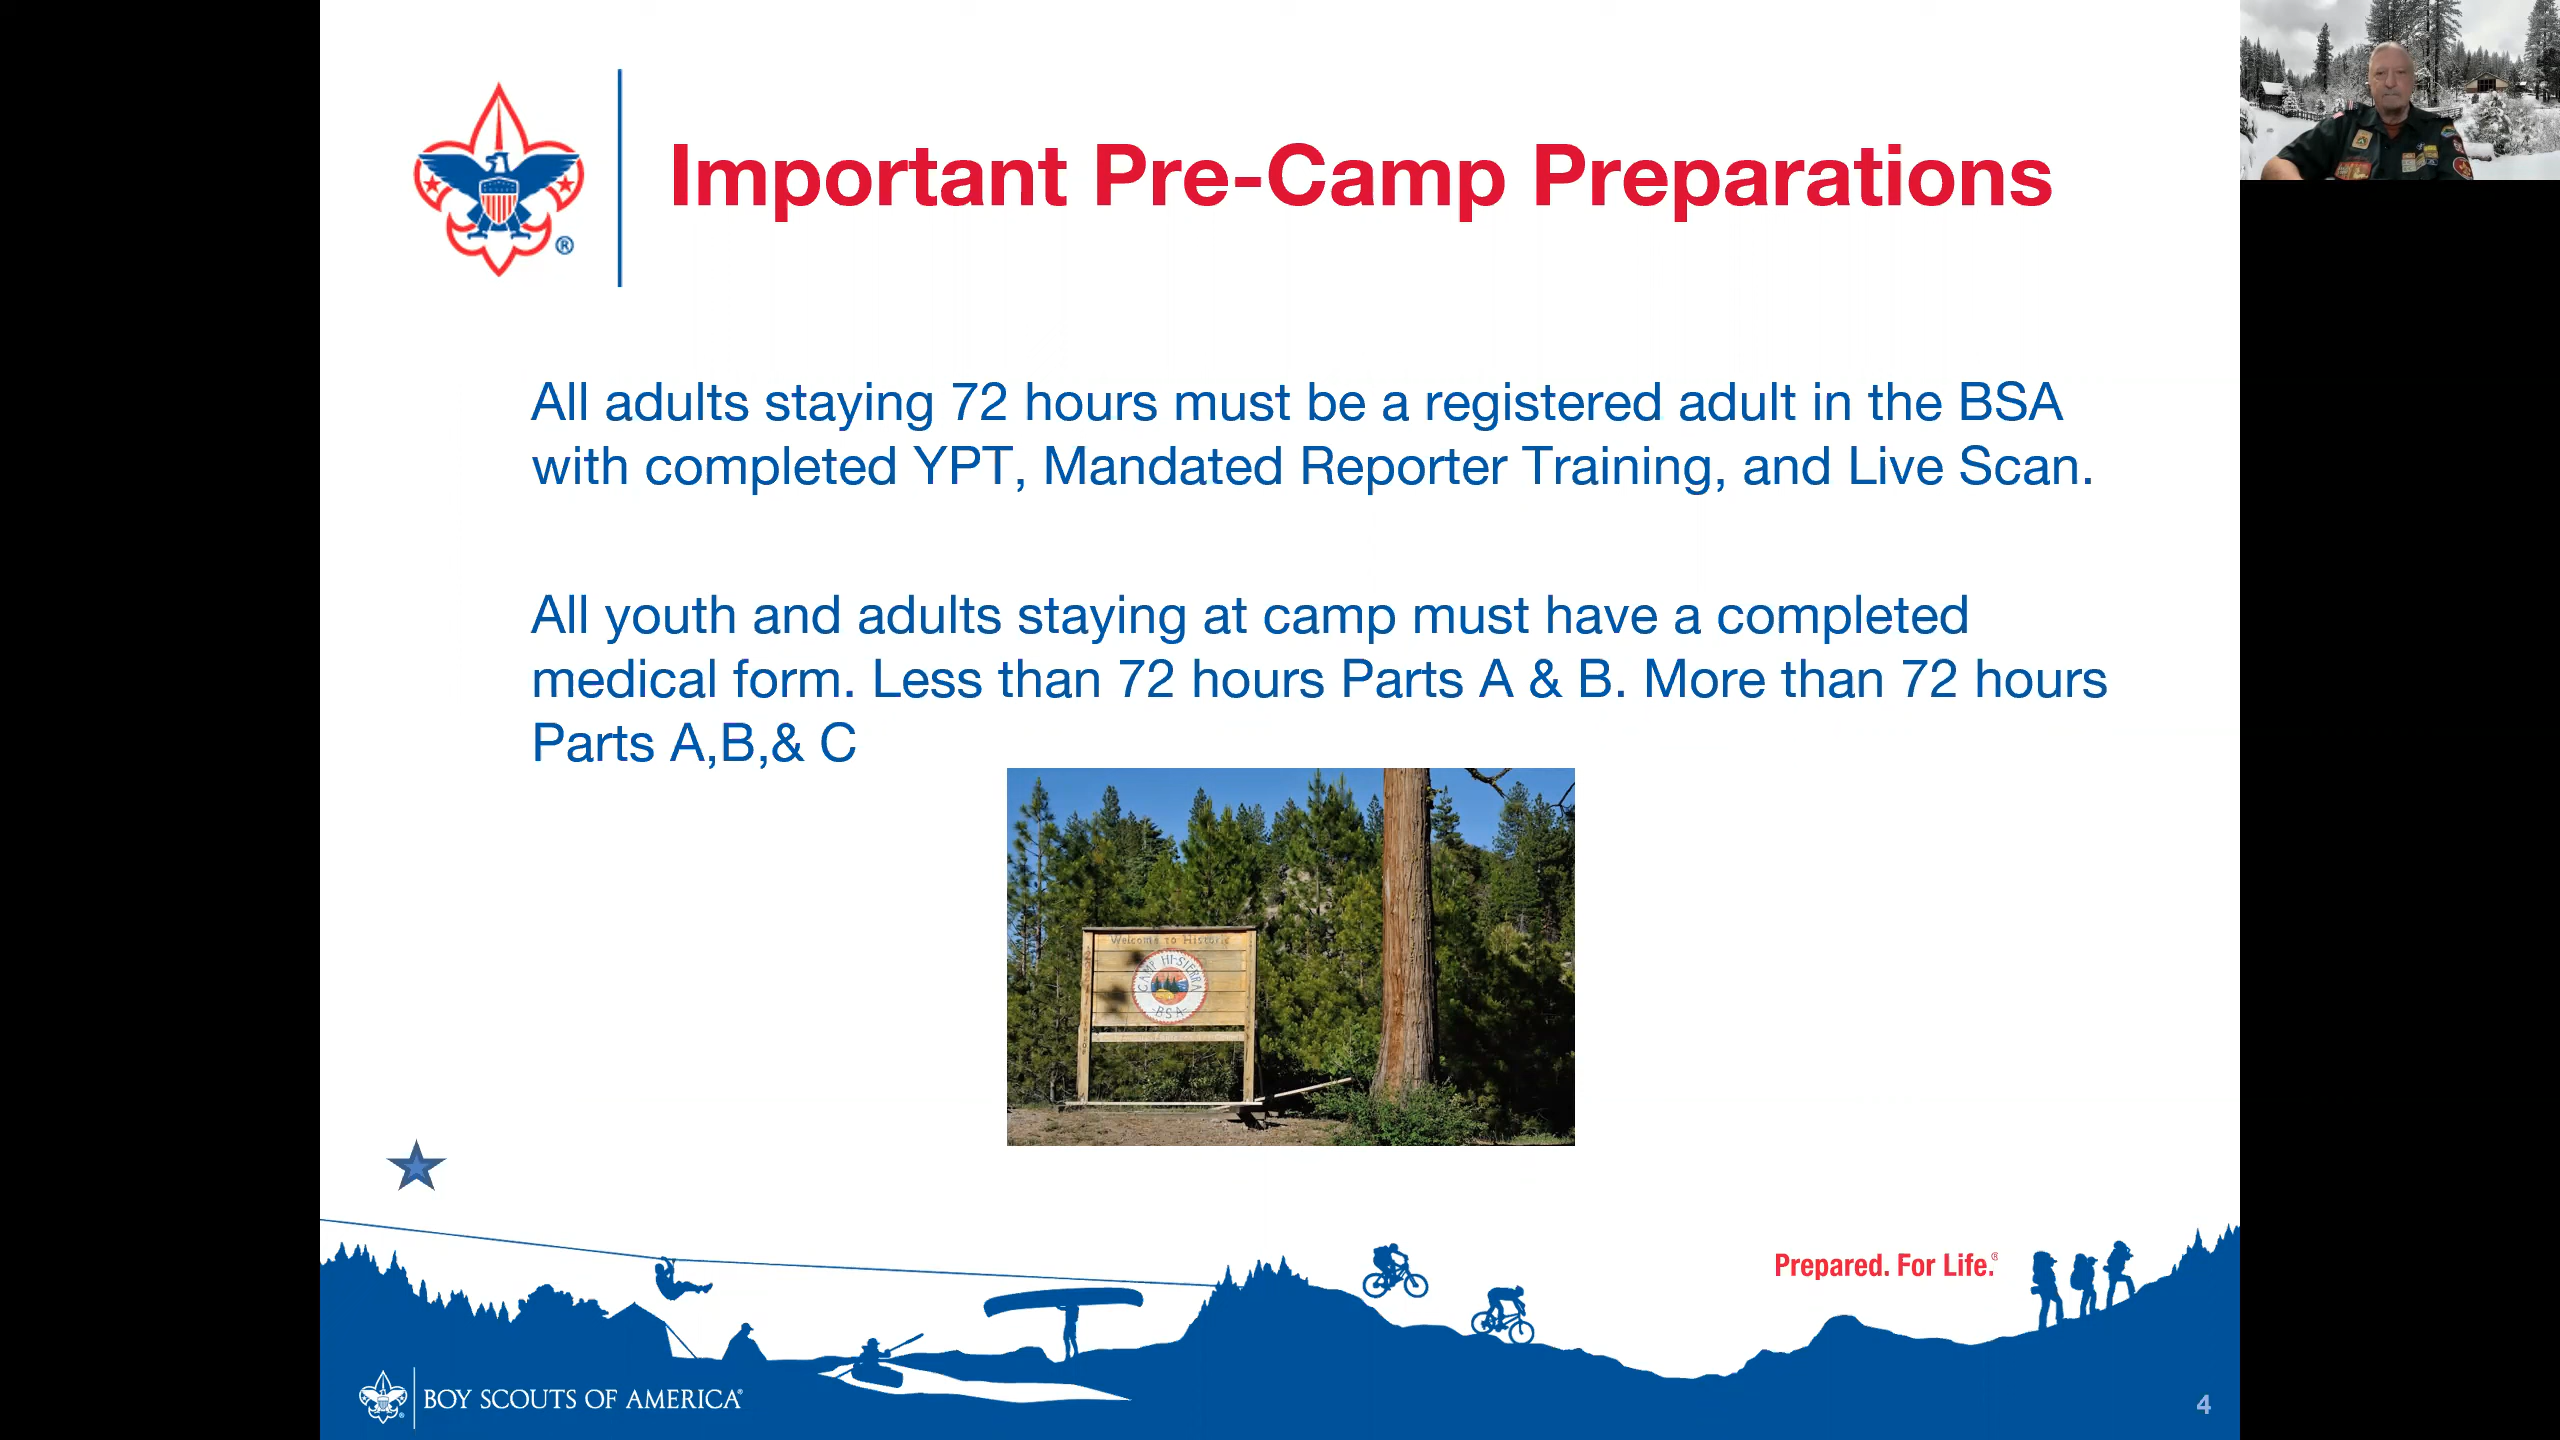 Important Pre-Camp Preparations
All adults staying 72 hours must be a registered adult in the BSA
with completed YPT, Mandated Reporter Training, and Live Scan.
All youth and adults staying at camp must have a completed
medical form. Less than 72 hours Parts A & B. More than 72 hours
Parts A,B,& C
Welcome To Historic
CAMP HI-SIERRA
-BSA-
Prepared. For Life.®
BOY SCOUTS OF AMERICA®
4